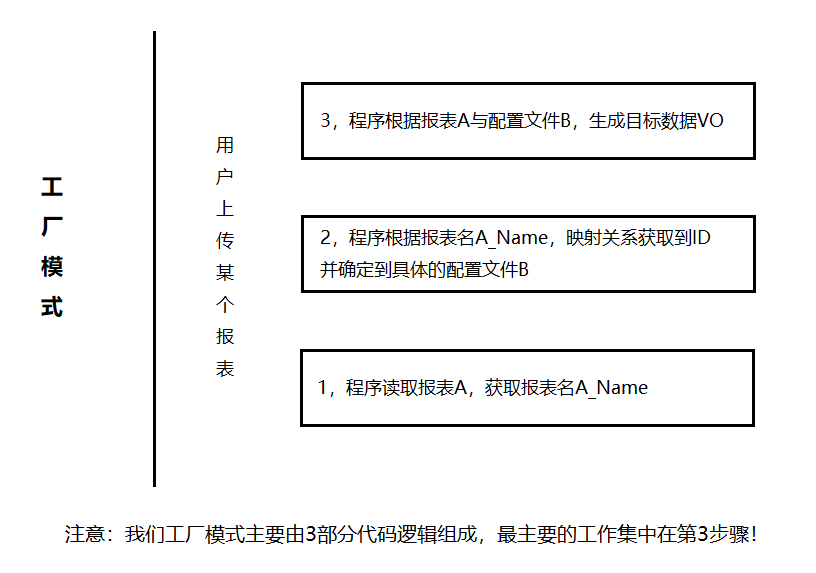 工厂模式
用户上传某个报表
3，程序根据报表A与配置文件B，生成目标数据VO
2，程序根据报表名A_Name，映射关系获取到ID
并确定到具体的配置文件B
1，程序读取报表A，获取报表名A_Name
注意：我们工厂模式主要由3部分代码逻辑组成，最主要的工作集中在第3步骤！